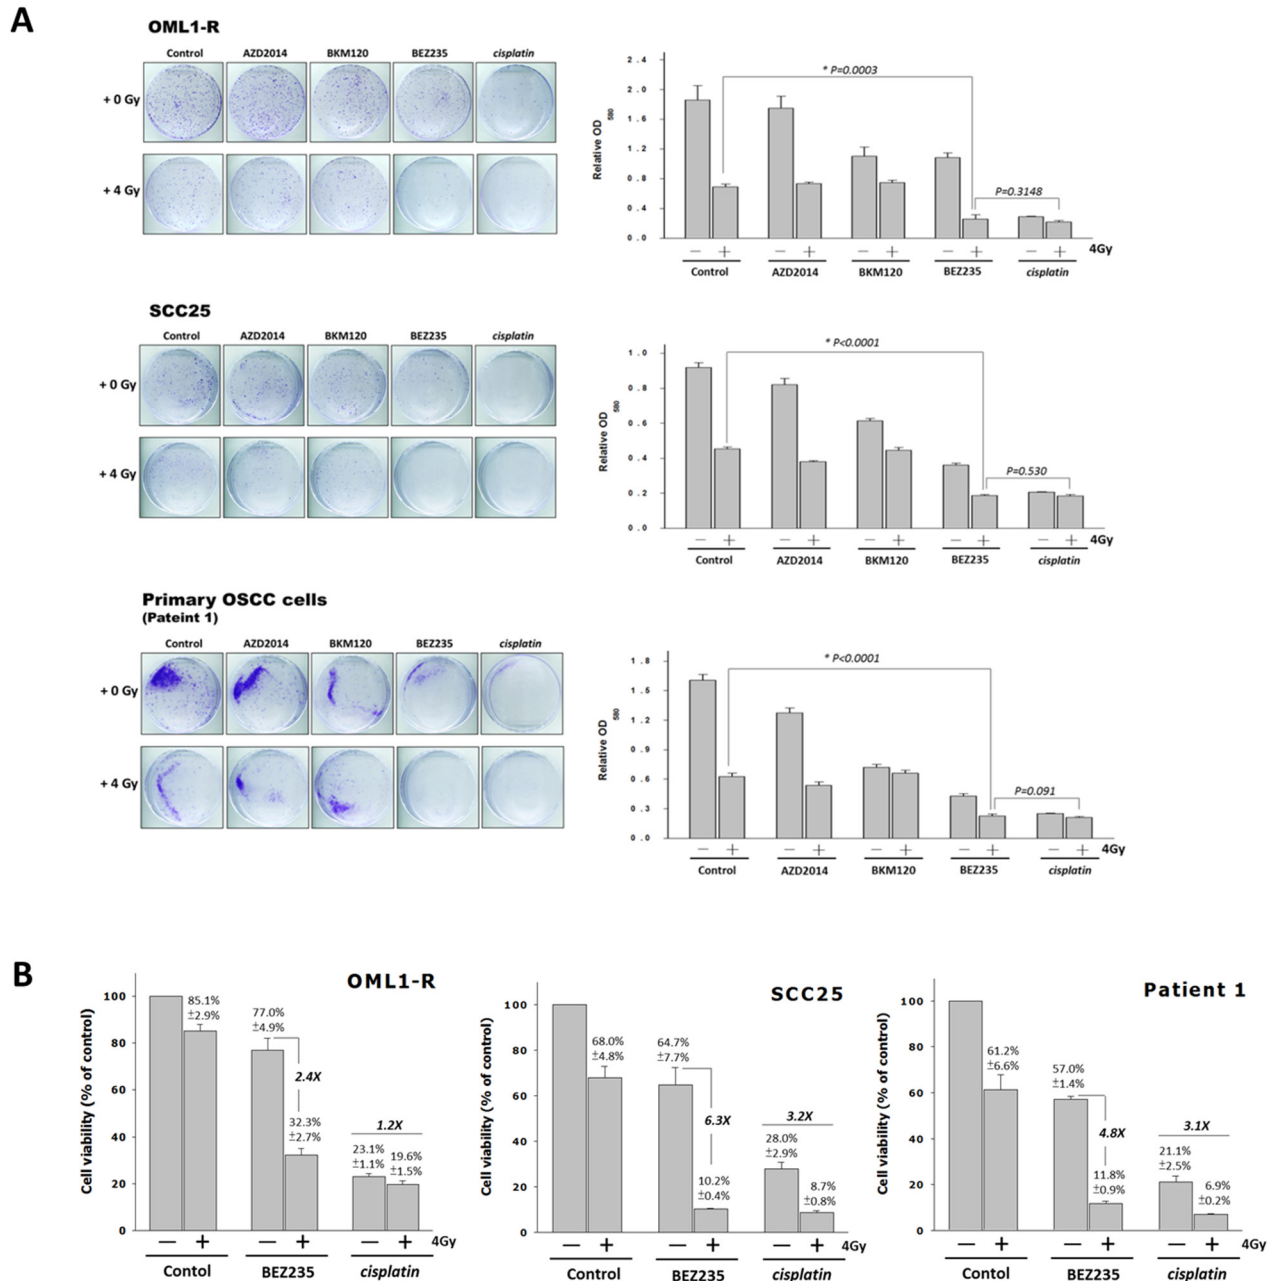 A
OML1-R
Control AZD2014 BKM120 BEZ235 cisplatin
+ 0 Gy
+ 4 Gy
Relative OD 580
2.4
2.0
1.6
1.2
0.8
0.4
0.0
* P=0.0003
P=0.3148
— + — + — + — + — + 4Gy
Control AZD2014 BKM120 BEZ235 cisplatin
SCC25
Control AZD2014 BKM120 BEZ235 cisplatin
+ 0 Gy
+ 4 Gy
Relative OD 580
1.0
0.8
0.6
0.4
0.2
0.0
* P<0.0001
P=0.530
— + — + — + — + — + 4Gy
Control AZD2014 BKM120 BEZ235 cisplatin
Primary OSCC cells
(Pateint 1)
Control AZD2014 BKM120 BEZ235 cisplatin
+ 0 Gy
+ 4 Gy
Relative OD 580
1.8
1.5
1.2
0.9
0.6
0.3
0.0
* P<0.0001
P=0.091
— + — + — + — + — + 4Gy
Control AZD2014 BKM120 BEZ235 cisplatin
B
OML1-R
Cell viability (% of control)
100
80
60
40
20
0
85.1%
±2.9%
77.0%
±4.9%
2.4X
32.3%
±2.7%
1.2X
23.1%
±1.1%
19.6%
±1.5%
— + — + — + 4Gy
Contol BEZ235 cisplatin
SCC25
Cell viability (% of control)
100
80
60
40
20
0
68.0%
±4.8%
64.7%
±7.7%
6.3X
10.2%
±0.4%
3.2X
28.0%
±2.9%
8.7%
±0.8%
— + — + — + 4Gy
Control BEZ235 cisplatin
Patient 1
Cell viability (% of control)
100
80
60
40
20
0
61.2%
±6.6%
57.0%
±1.4%
4.8X
11.8%
±0.9%
3.1X
21.1%
±2.5%
6.9%
±0.2%
— + — + — + 4Gy
Control BEZ235 cisplatin